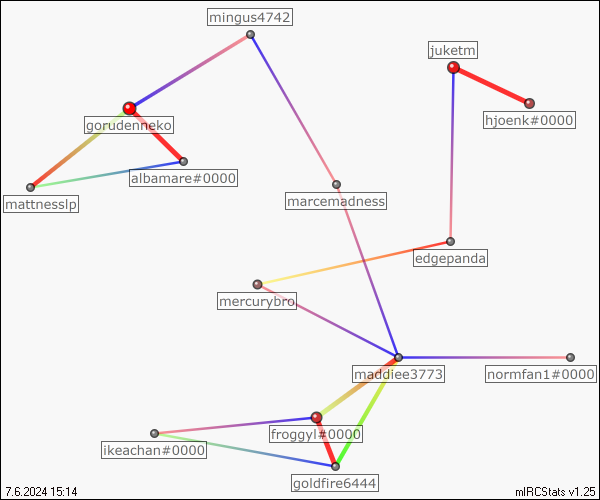 mingus4742
juketm
hjoenk#0000
gorudenneko
albamare#0000
mattnesslp
marcemadness
edgepanda
mercurybro
maddiee3773
normfan1#0000
froggyl#0000
ikeachan#0000
goldfire6444
7.6.2024 15:14
mIRCStats v1.25